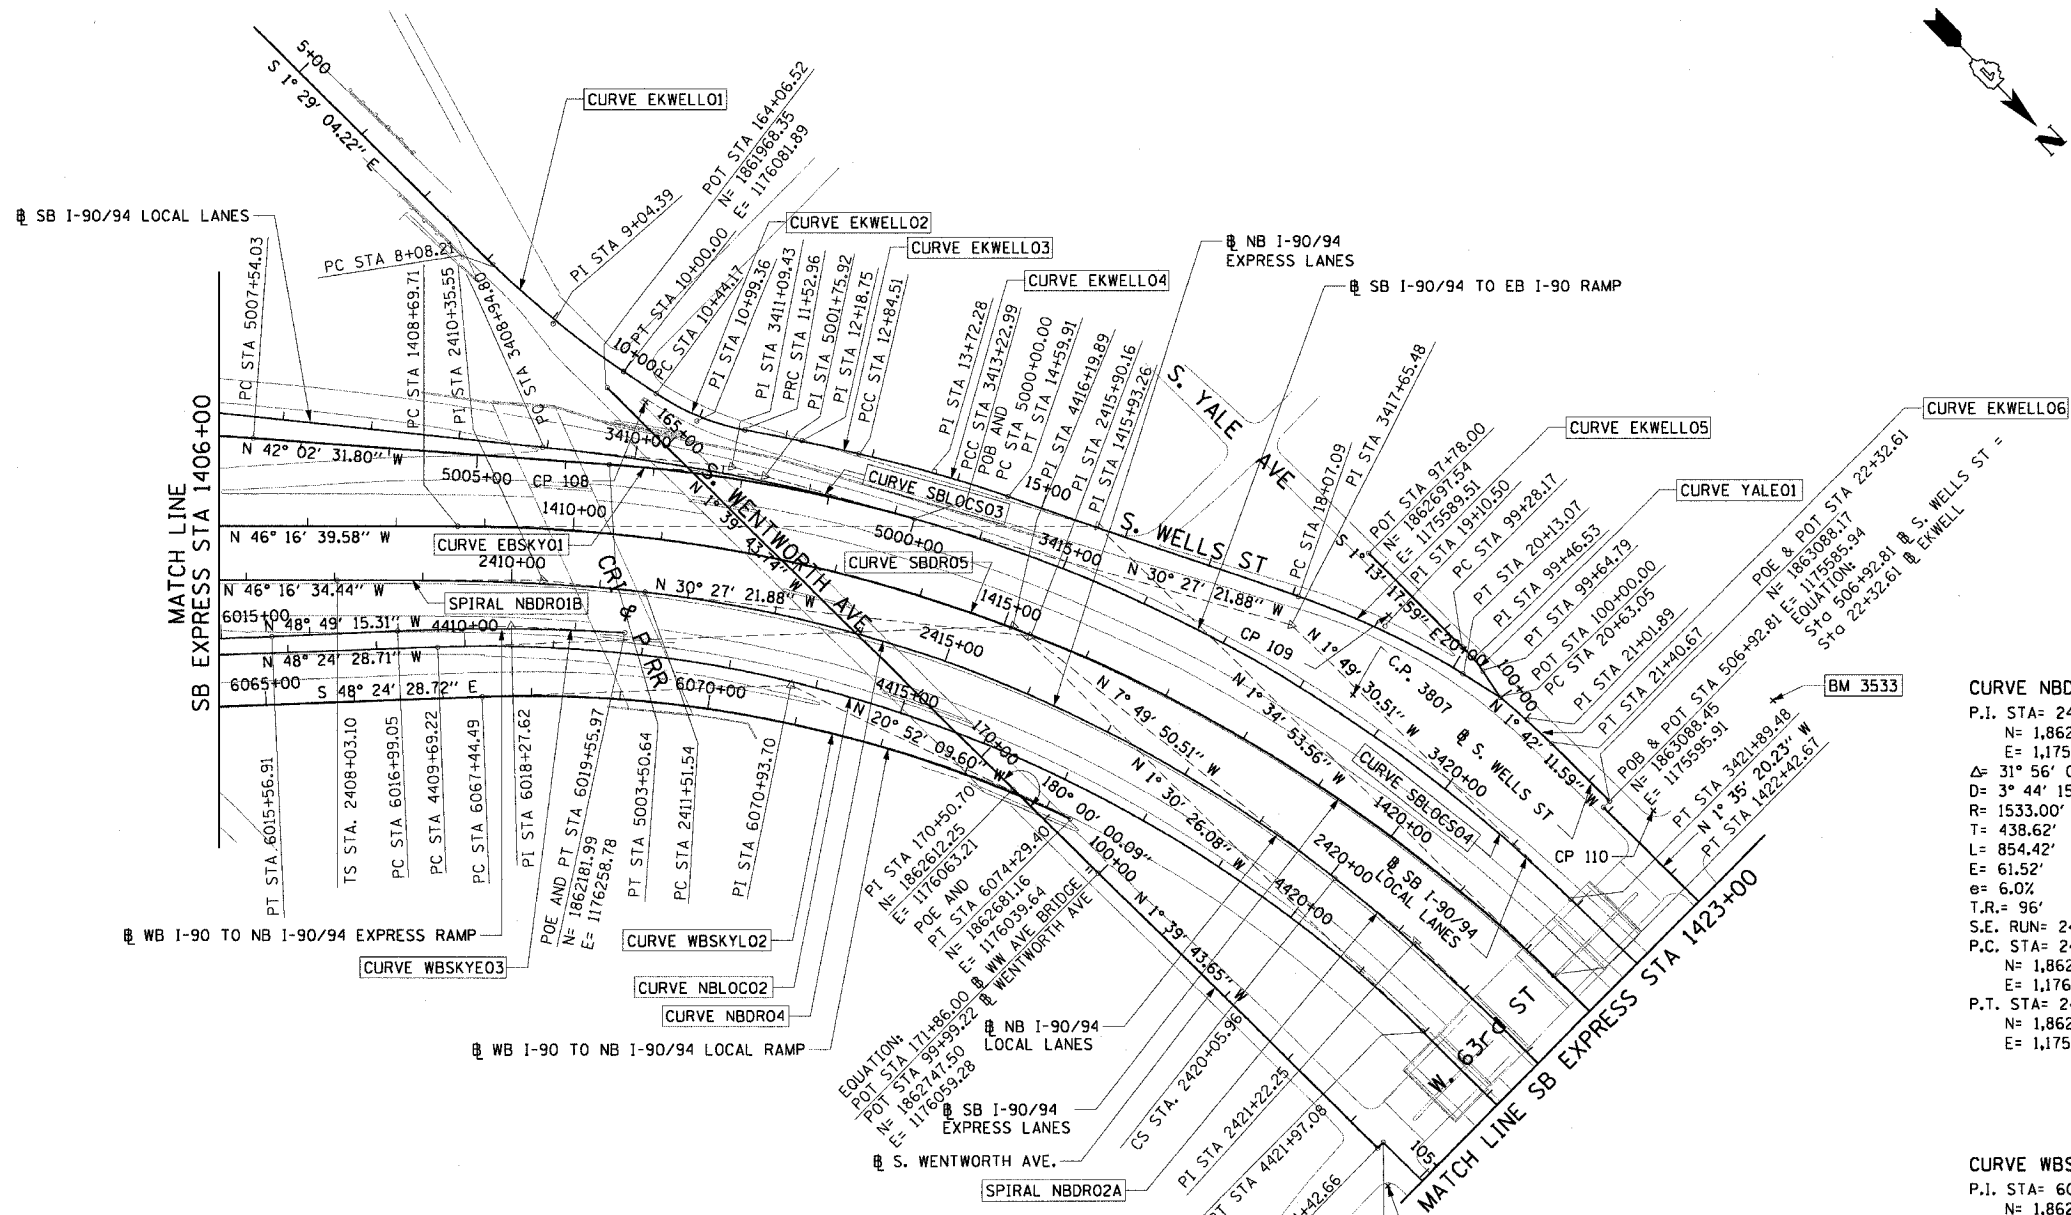 5+00
S 1° 29' 04.22" E
CURVE EKWELL01
POT STA 164+06.52
N= 1861968.35
E= 1176081.89
PI STA 9+04.39
CURVE EKWELL02
CURVE EKWELL03
CURVE EKWELL04
℄ SB I-90/94 LOCAL LANES
℄ NB I-90/94
EXPRESS LANES
℄ SB I-90/94 TO EB I-90 RAMP
N
PC STA 5007+54.03
PC STA 8+08.21
PC STA 1408+69.71
PI STA 2410+35.55
PC STA 3408+94.80
10+00
PT STA 10+00.00
PC STA 10+44.17
PI STA 10+99.36
PI STA 3411+09.43
PRC STA 11+52.96
PI STA 5001+75.92
PI STA 12+18.75
PCC STA 12+84.51
PI STA 13+72.28
PCC STA 3413+22.99
POB AND
PC STA 5000+00.00
PT STA 14+59.91
PI STA 4416+19.89
PI STA 2415+90.16
PI STA 1415+93.26
S. YALE
AVE
PC STA 18+07.09
PI STA 3417+65.48
POT STA 97+78.00
N= 1862697.54
E= 1175589.51
PI STA 19+10.50
PC STA 99+28.17
PT STA 20+13.07
PI STA 99+46.53
PT STA 99+64.79
POT STA 100+00.00
PC STA 20+63.05
PI STA 21+01.89
PT STA 21+40.67
CURVE EKWELL05
CURVE YALE01
CURVE EKWELL06
POE & POT STA 22+32.61
N= 1863088.17
E= 1175585.94
EQUATION:
Sta 506+92.81 ℄ S. WELLS ST =
Sta 22+32.61 ℄ EKWELL
POB & POT STA 506+92.81
N= 1863088.45
E= 1175595.91
BM 3533
PT STA 3421+89.48
N 1° 35' 20.23" W
PT STA 1422+42.67
MATCH LINE
SB EXPRESS STA 1406+00
N 42° 02' 31.80" W
5005+00
CP 108
3410+00
165+00
S. WENTWORTH AVE
N 1° 39' 43.74" W
CURVE SBLOCS03
15+00
S. WELLS ST
S 1° 13' 17.59" E
20+00
100+00
1410+00
N 46° 16' 39.58" W
CURVE EBSKY01
2410+00
CRI & P RR
5000+00
3415+00
CURVE SBDR05
N 30° 27' 21.88" W
N 30° 27' 21.88" W
1415+00
CP 109
N 1° 49' 30.51" W
C.P. 3807
℄ S. WELLS ST
N 1° 42' 11.59" W
N 46° 16' 34.44" W
SPIRAL NBDR01B
6015+00
N 48° 49' 15.31" W
4410+00
N 48° 24' 28.71" W
6065+00
S 48° 24' 28.72" E
6070+00
2415+00
4415+00
N 7° 49' 50.51" W
N 1° 34' 53.56" W
3420+00
CURVE SBLOCS04
1420+00
CP 110
N 20° 52' 09.60" W
170+00
N 1° 30' 26.08" W
2420+00
4420+00
℄ SB I-90/94
LOCAL LANES
180° 00' 00.09"
100+00
N 1° 39' 43.65" W
PT STA 6015+56.91
TS STA. 2408+03.10
PC STA 6016+99.05
PC STA 4409+69.22
PC STA 6067+44.49
PI STA 6018+27.62
POE AND PT STA 6019+55.97
N= 1862181.99
E= 1176258.78
PT STA 5003+50.64
PC STA 2411+51.54
PI STA 6070+93.70
PI STA 170+50.70
N= 1862612.25
E= 1176063.21
POE AND
PT STA 6074+29.40
N= 1862681.16
E= 1176039.64
EQUATION:
POT STA 171+86.00 ℄ WW AVE BRIDGE
POT STA 99+99.22 ℄ WENTWORTH AVE
N= 1862747.50
E= 1176059.28
℄ WB I-90 TO NB I-90/94 EXPRESS RAMP
CURVE WBSKYE03
CURVE WBSKYL02
CURVE NBLOC02
CURVE NBDR04
℄ WB I-90 TO NB I-90/94 LOCAL RAMP
℄ NB I-90/94
LOCAL LANES
℄ SB I-90/94
EXPRESS LANES
℄ S. WENTWORTH AVE.
SPIRAL NBDR02A
CS STA. 2420+05.96
PI STA 2421+22.25
PT STA 4421+97.08
+42.66
W. 63rd ST
105
MATCH LINE SB EXPRESS STA 1423+00
CURVE NBD
P.I. STA= 24
N= 1,862
E= 1,175
Δ= 31° 56' 0
D= 3° 44' 15
R= 1533.00'
T= 438.62'
L= 854.42'
E= 61.52'
e= 6.0%
T.R.= 96'
S.E. RUN= 24
P.C. STA= 24
N= 1,862
E= 1,176
P.T. STA= 24
N= 1,862
E= 1,175
CURVE WBS
P.I. STA= 60
N= 1,862